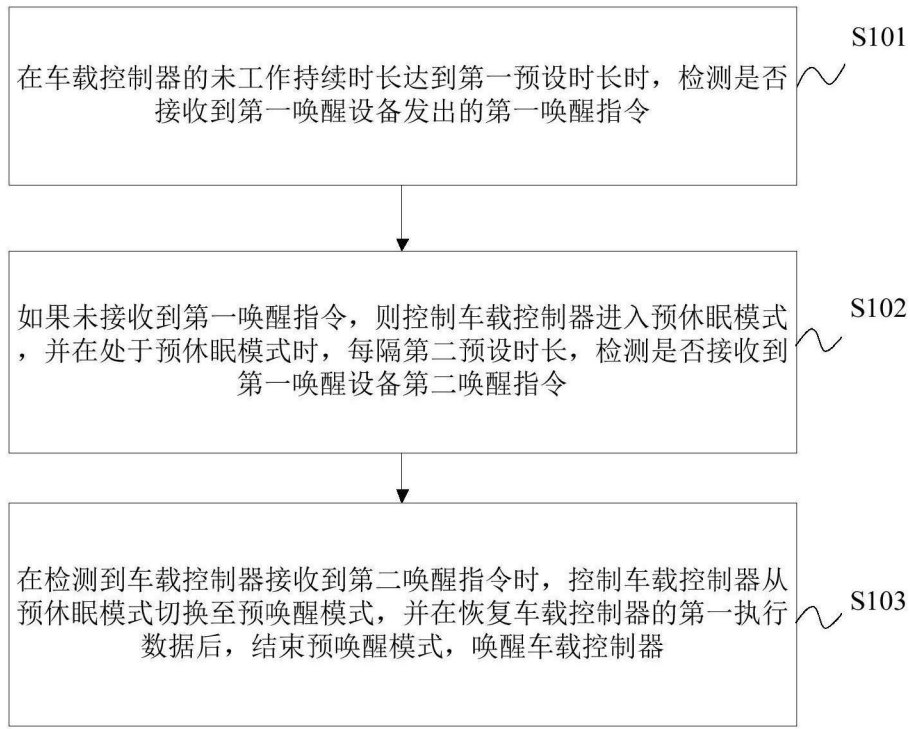 S101
在车载控制器的未工作持续时长达到第一预设时长时，检测是否
接收到第一唤醒设备发出的第一唤醒指令
S102
如果未接收到第一唤醒指令，则控制车载控制器进入预休眠模式
，并在处于预休眠模式时，每隔第二预设时长，检测是否接收到
第一唤醒设备第二唤醒指令
S103
在检测到车载控制器接收到第二唤醒指令时，控制车载控制器从
预休眠模式切换至预唤醒模式，并在恢复车载控制器的第一执行
数据后，结束预唤醒模式，唤醒车载控制器